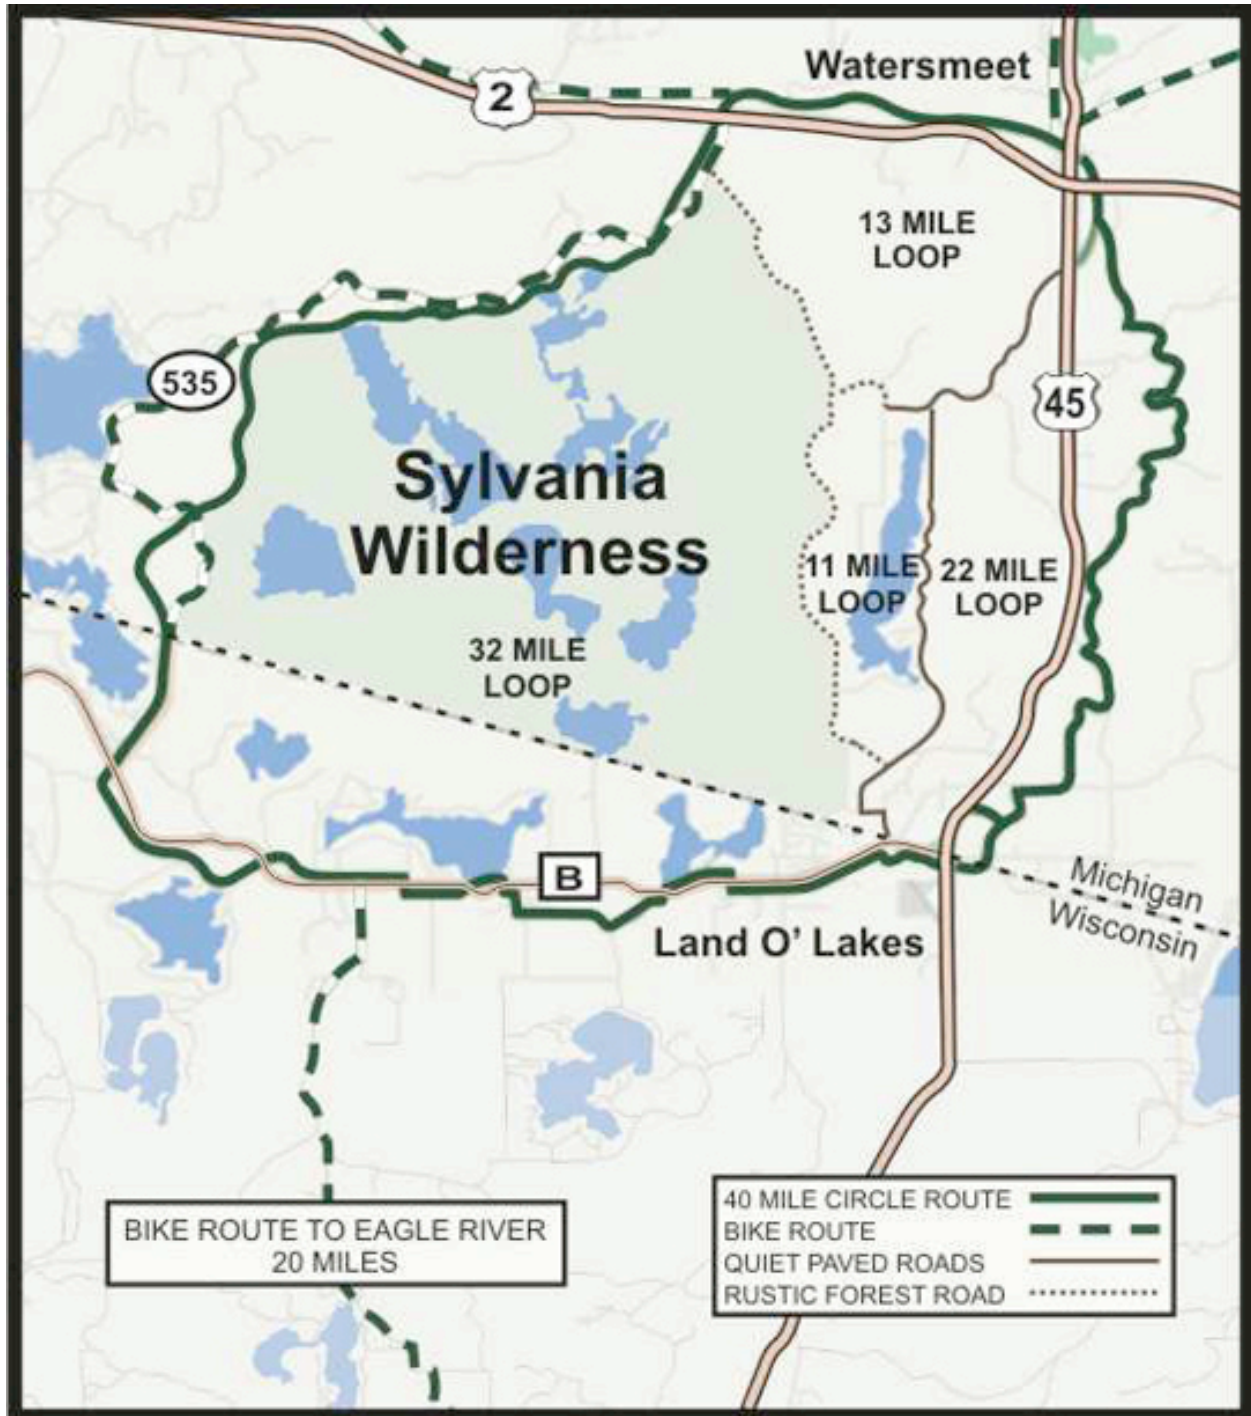 Watersmeet
2
13 MILE
LOOP
535
45
Sylvania
Wilderness
11 MILE
LOOP
22 MILE
LOOP
32 MILE
LOOP
B
Michigan
Wisconsin
Land O' Lakes
BIKE ROUTE TO EAGLE RIVER
20 MILES
40 MILE CIRCLE ROUTE
BIKE ROUTE
QUIET PAVED ROADS
RUSTIC FOREST ROAD